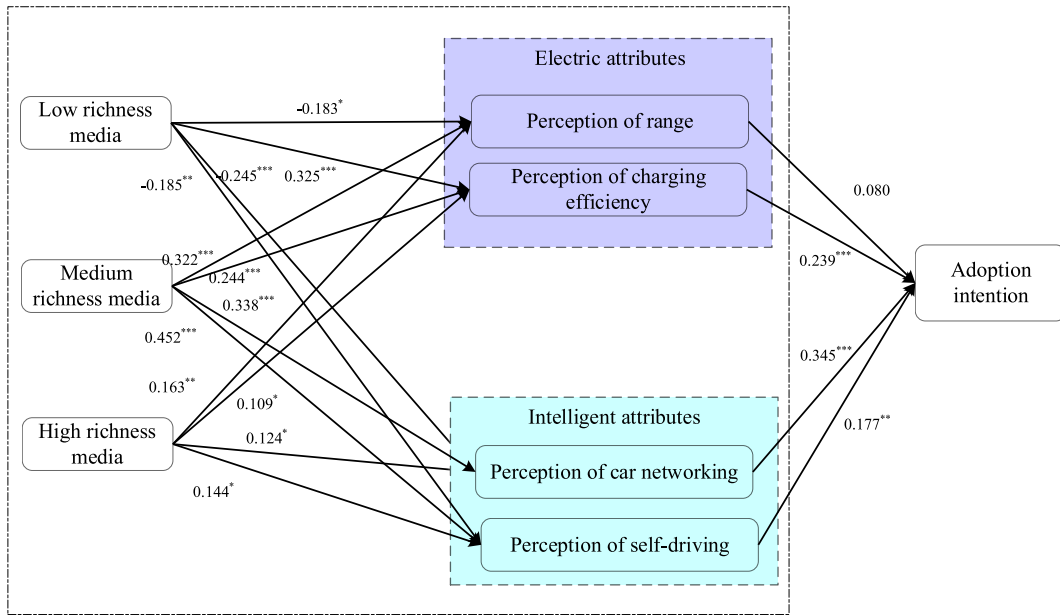 Electric attributes
Low richness
media
-0.183*
Perception of range
-0.185**
-0.245***
0.325***
Perception of charging
efficiency
0.080
Medium
richness media
0.322***
0.244***
0.338***
0.239***
Adoption
intention
0.452***
0.345***
0.163**
0.109*
Intelligent attributes
0.177**
High richness
media
0.124*
Perception of car networking
0.144*
Perception of self-driving